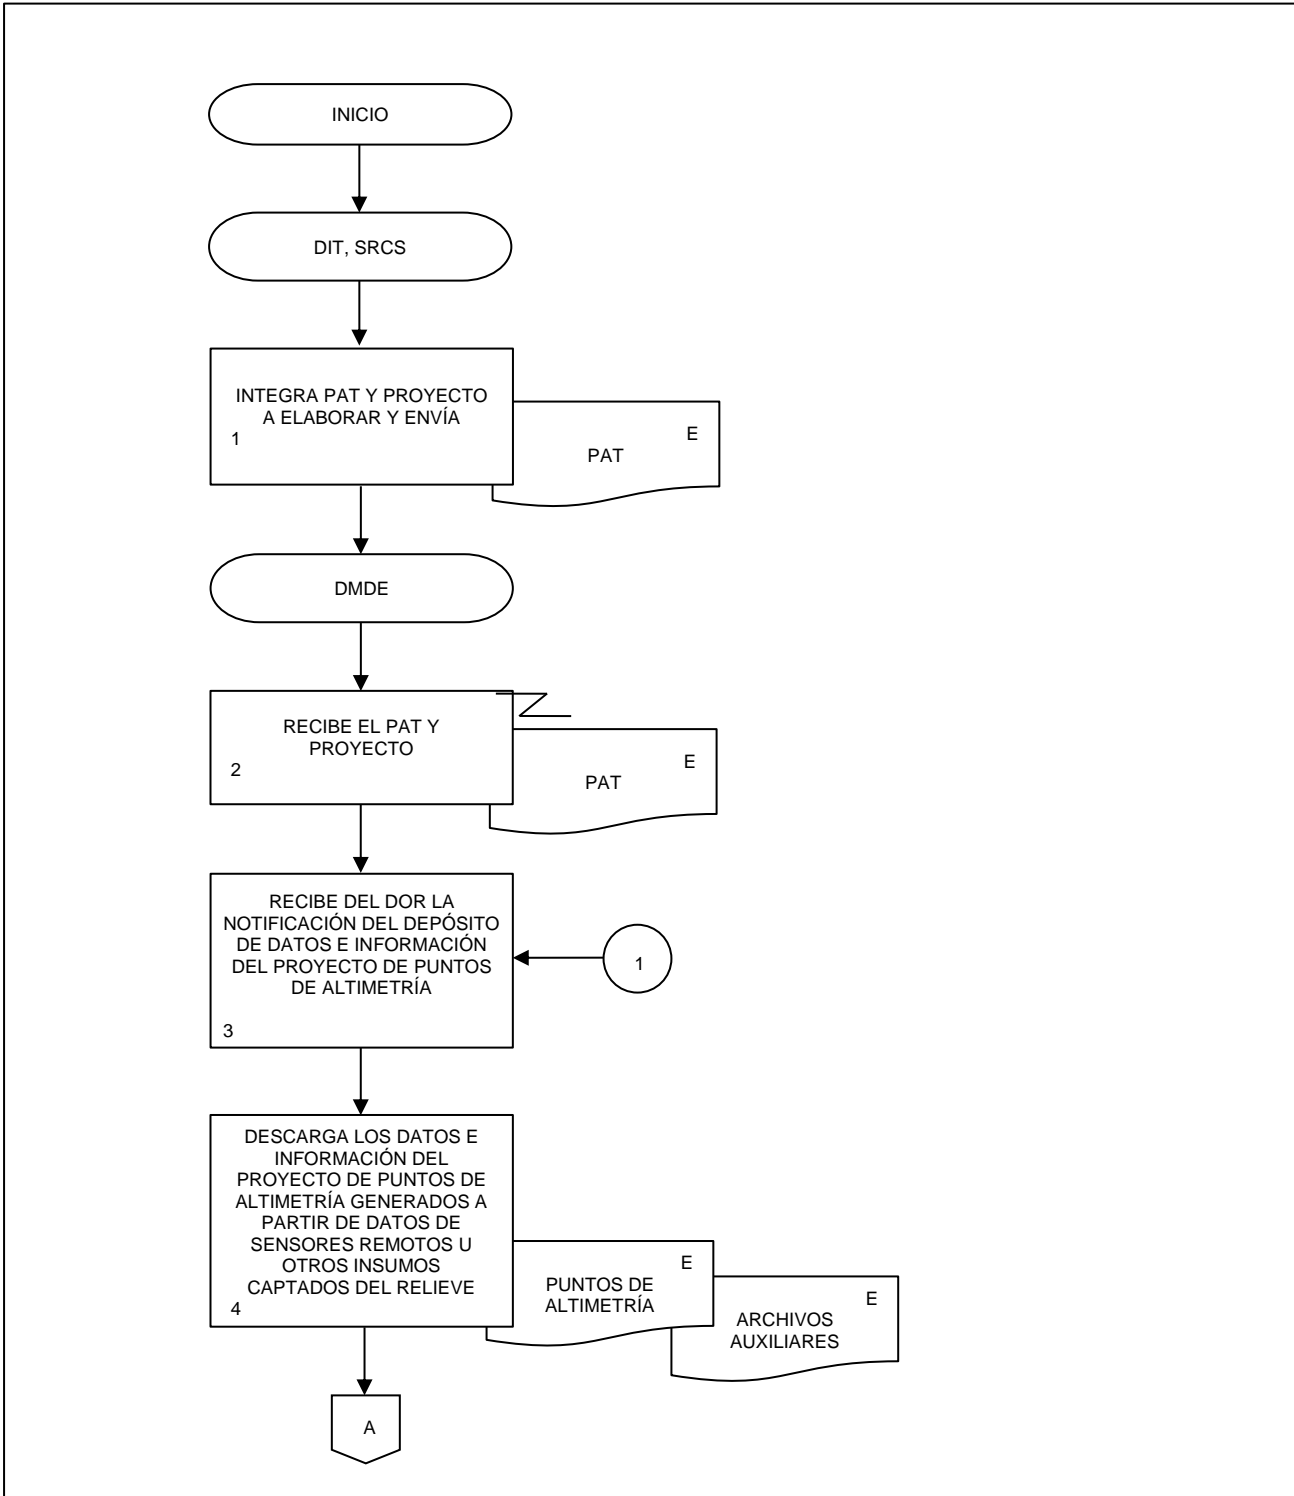 INICIO
DIT, SRCS
INTEGRA PAT Y PROYECTO
A ELABORAR Y ENVÍA
1
E
PAT
DMDE
RECIBE EL PAT Y
PROYECTO
2
E
PAT
RECIBE DEL DOR LA
NOTIFICACIÓN DEL DEPÓSITO
DE DATOS E INFORMACIÓN
DEL PROYECTO DE PUNTOS
DE ALTIMETRÍA
3
1
DESCARGA LOS DATOS E
INFORMACIÓN DEL
PROYECTO DE PUNTOS DE
ALTIMETRÍA GENERADOS A
PARTIR DE DATOS DE
SENSORES REMOTOS U
OTROS INSUMOS
CAPTADOS DEL RELIEVE
4
E
PUNTOS DE
ALTIMETRÍA
E
ARCHIVOS
AUXILIARES
A